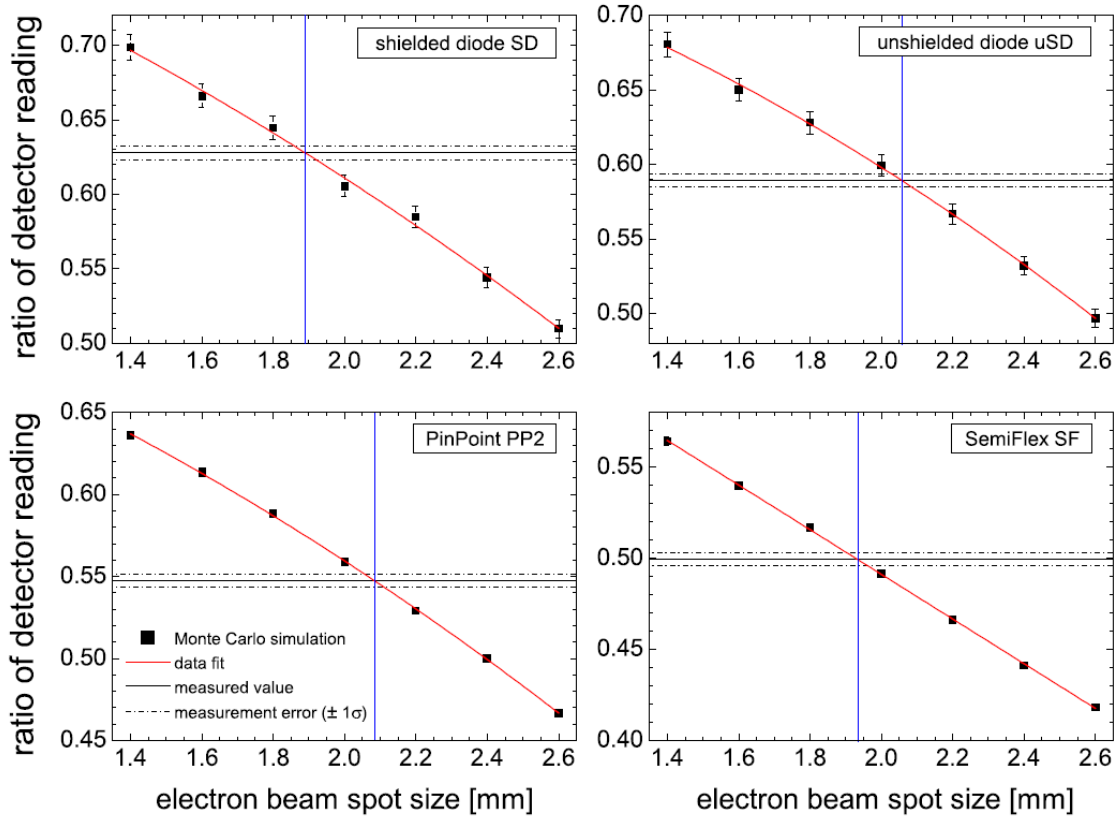 ratio of detector reading
0.70
0.65
0.60
0.55
0.50
shielded diode SD
1.4 1.6 1.8 2.0 2.2 2.4 2.6
0.70
0.65
0.60
0.55
0.50
unshielded diode uSD
1.4 1.6 1.8 2.0 2.2 2.4 2.6
ratio of detector reading
0.65
0.60
0.55
0.50
0.45
PinPoint PP2
Monte Carlo simulation
data fit
measured value
measurement error (± 1σ)
1.4 1.6 1.8 2.0 2.2 2.4 2.6
electron beam spot size [mm]
0.55
0.50
0.45
0.40
SemiFlex SF
1.4 1.6 1.8 2.0 2.2 2.4 2.6
electron beam spot size [mm]